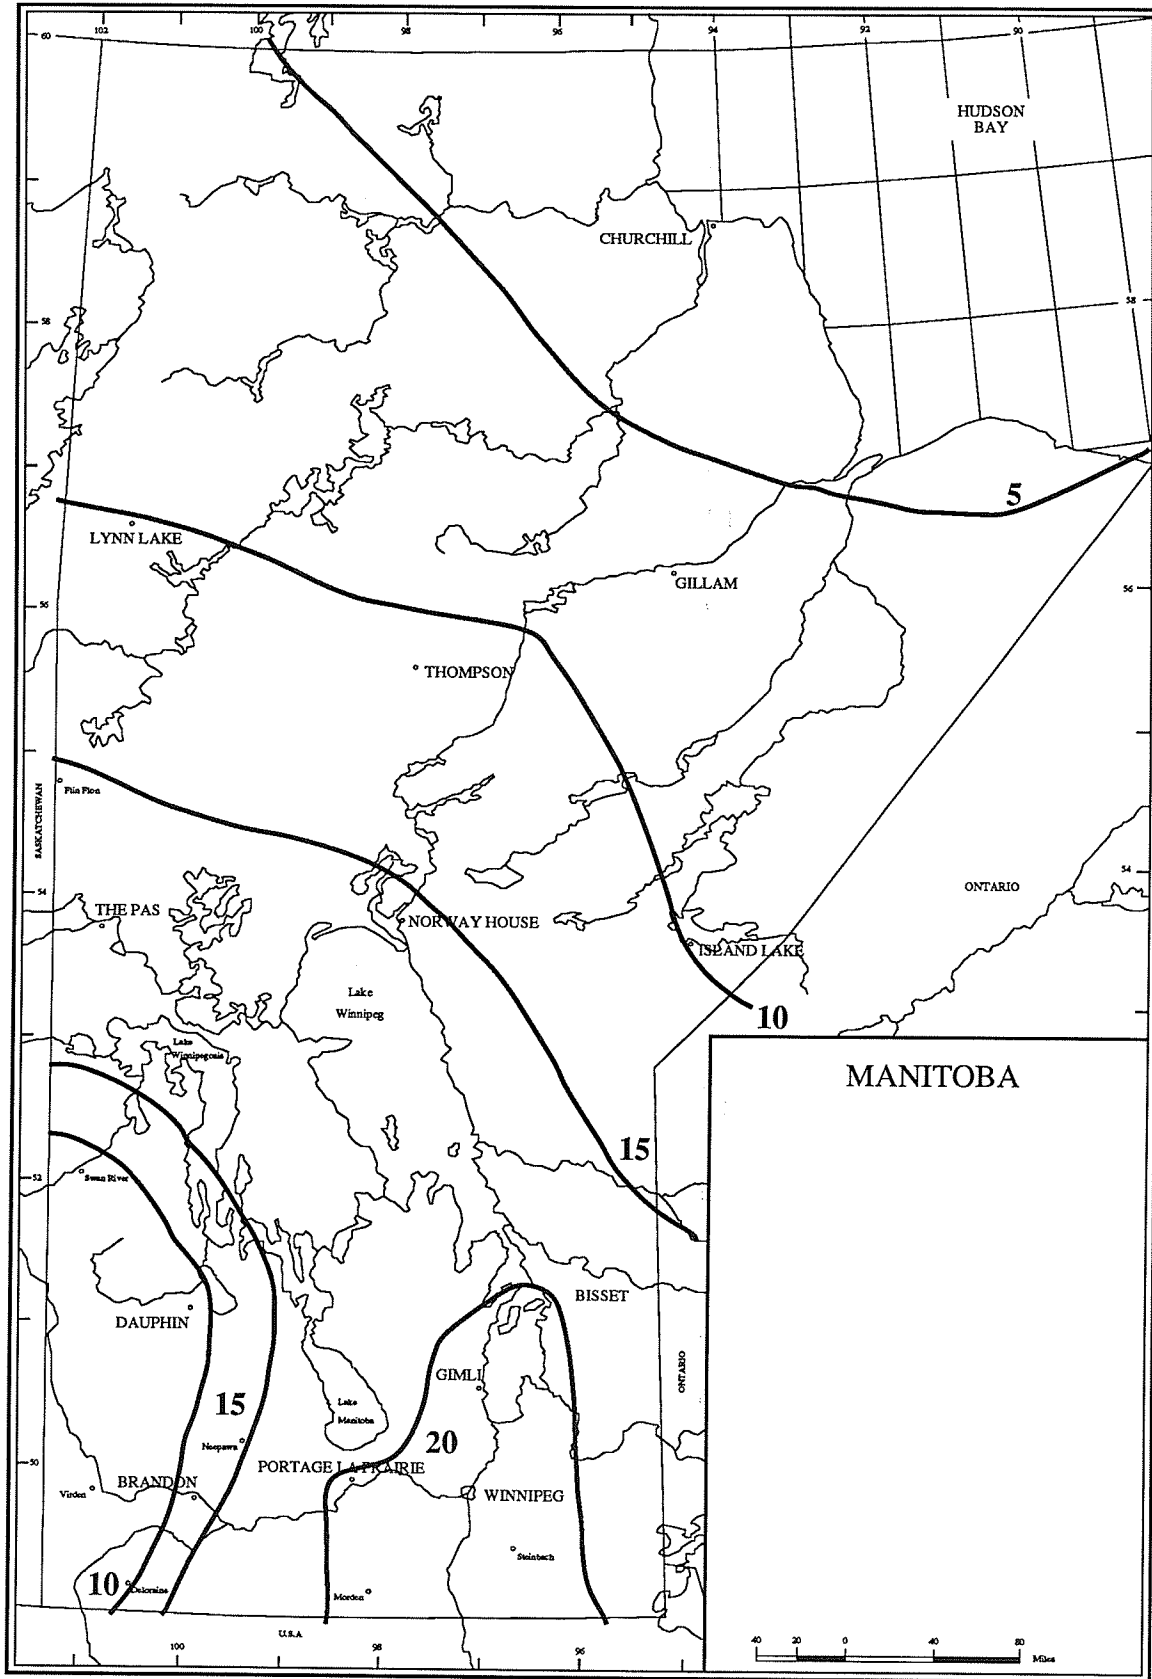 102
100
98
94
92
90
60
HUDSON
BAY
CHURCHILL
58
58
5
LYNN LAKE
GILLAM
56
56
THOMPSON
Flin Flon
SASKATCHEWAN
54
54
ONTARIO
THE PAS
NORWAY HOUSE
ISLAND LAKE
Lake
Winnipeg
10
Lake
Winnipegosis
MANITOBA
15
52
Swan River
BISSET
DAUPHIN
ONTARIO
GIMLI
15
Lake
Manitoba
20
Neepawa
50
PORTAGE LA PRAIRIE
BRANDON
Virden
WINNIPEG
Steinbach
10
Deloraine
Morden
U.S.A
100
98
96
40 20 0 40 80
Miles